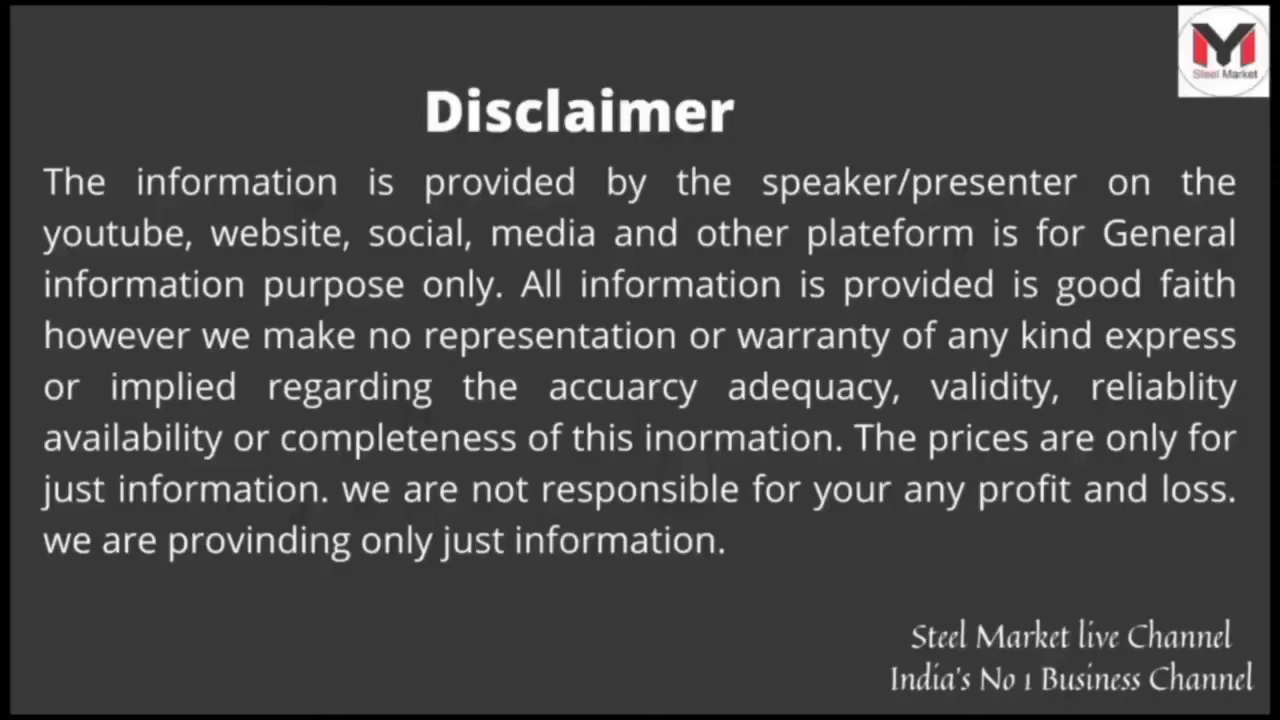 Steel Market
Disclaimer
The information is provided by the speaker/presenter on the
youtube, website, social, media and other plateform is for General
information purpose only. All information is provided is good faith
however we make no representation or warranty of any kind express
or implied regarding the accuarcy adequacy, validity, reliablity
availability or completeness of this inormation. The prices are only for
just information. we are not responsible for your any profit and loss.
we are provinding only just information.
Steel Market live Channel
India's No 1 Business Channel